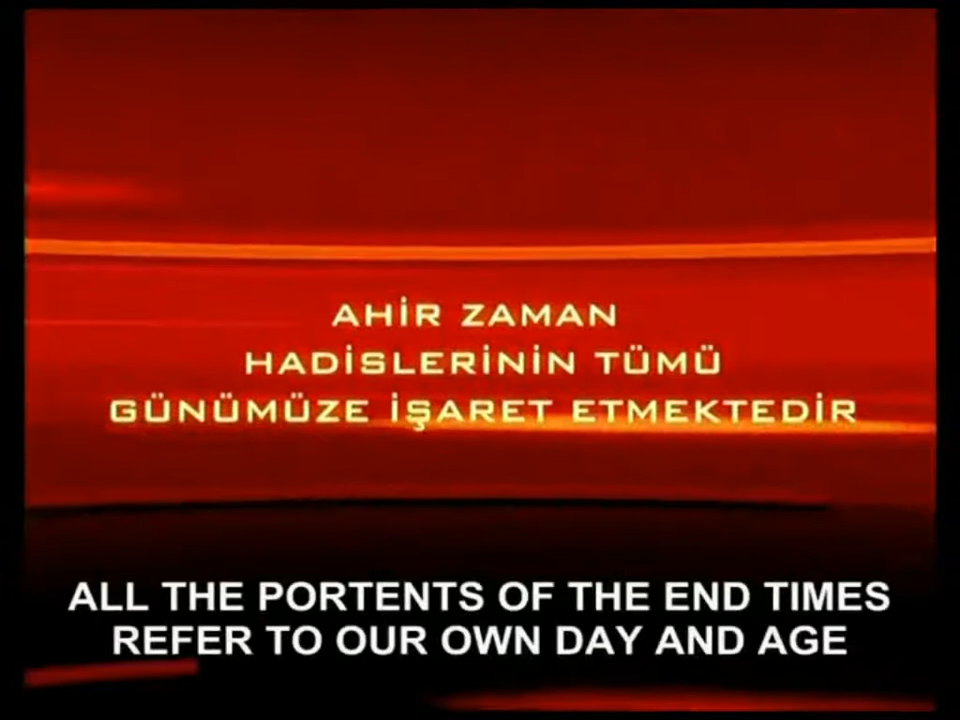 AHİR ZAMAN
HADİSLERİNİN TÜMÜ
GÜNÜMÜZE İŞARET ETMEKTEDİR
ALL THE PORTENTS OF THE END TIMES
REFER TO OUR OWN DAY AND AGE